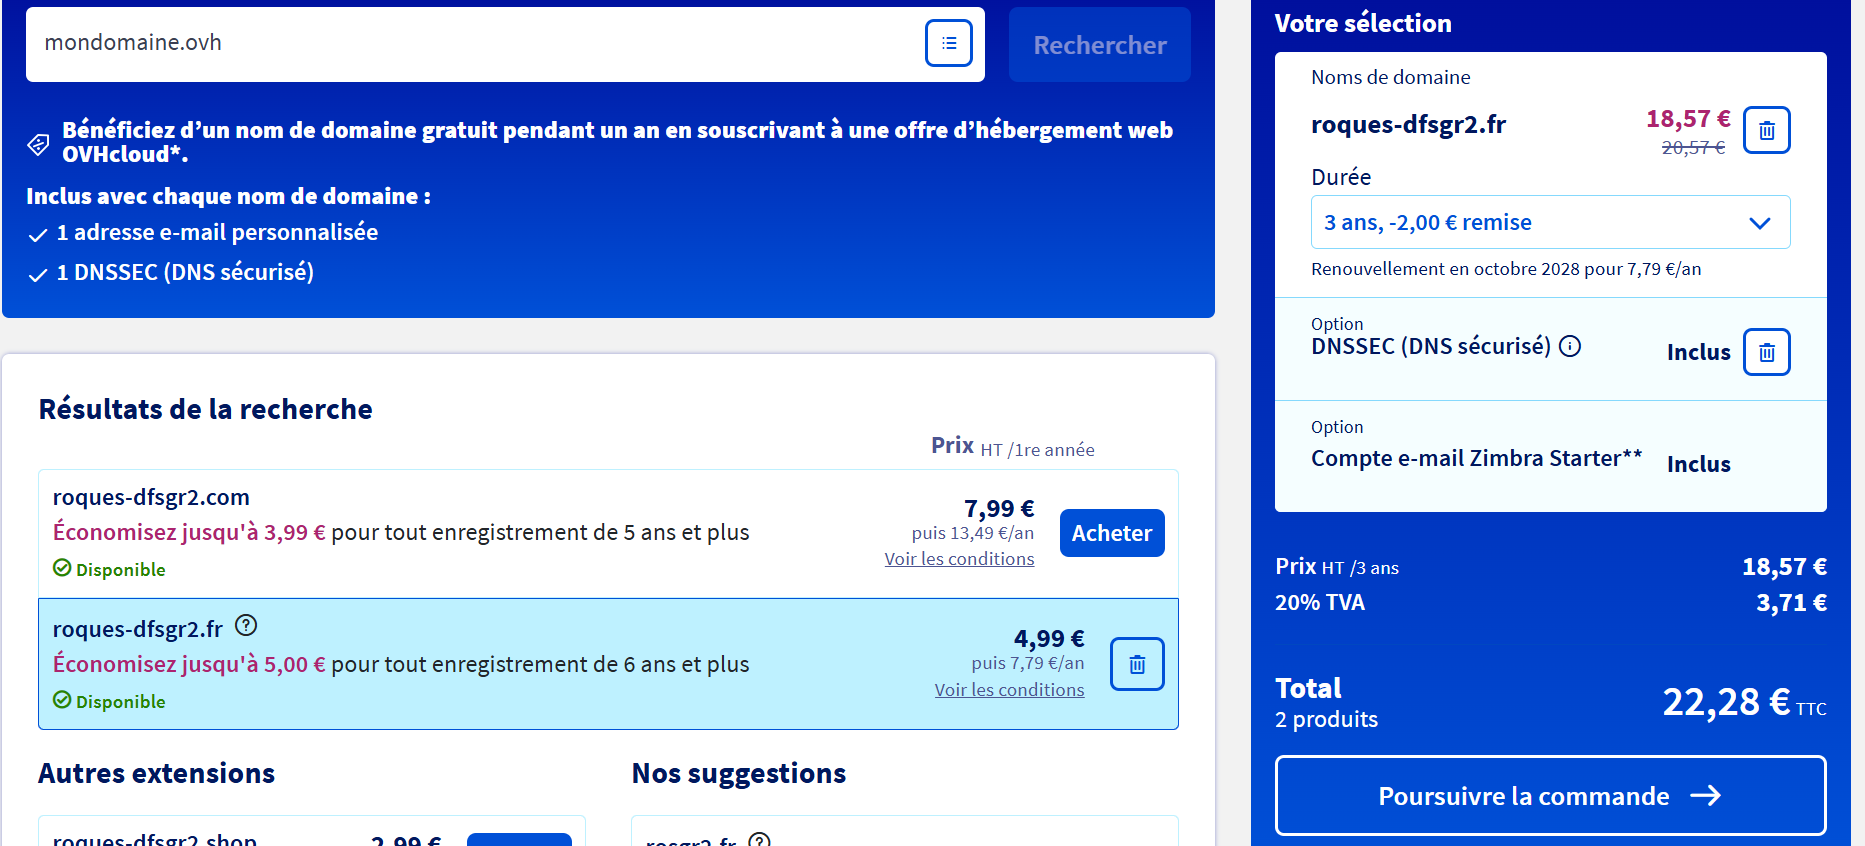 mondomaine.ovh
Rechercher
Bénéficiez d’un nom de domaine gratuit pendant un an en souscrivant à une offre d’hébergement web
OVHcloud*.
Inclus avec chaque nom de domaine :
1 adresse e-mail personnalisée
1 DNSSEC (DNS sécurisé)
Résultats de la recherche
Prix HT /1re année
roques-dfsgr2.com
Économisez jusqu'à 3,99 € pour tout enregistrement de 5 ans et plus
Disponible
7,99 €
puis 13,49 €/an
Voir les conditions
Acheter
roques-dfsgr2.fr
Économisez jusqu'à 5,00 € pour tout enregistrement de 6 ans et plus
Disponible
4,99 €
puis 7,79 €/an
Voir les conditions
Autres extensions
roques-dfsgr2.shop
2,99 €
Nos suggestions
rosgr2.fr
Votre sélection
Noms de domaine
roques-dfsgr2.fr
18,57 €
20,57 €
Durée
3 ans, -2,00 € remise
Renouvellement en octobre 2028 pour 7,79 €/an
Option
DNSSEC (DNS sécurisé)
Inclus
Option
Compte e-mail Zimbra Starter**
Inclus
Prix HT /3 ans
18,57 €
20% TVA
3,71 €
Total
2 produits
22,28 € TTC
Poursuivre la commande